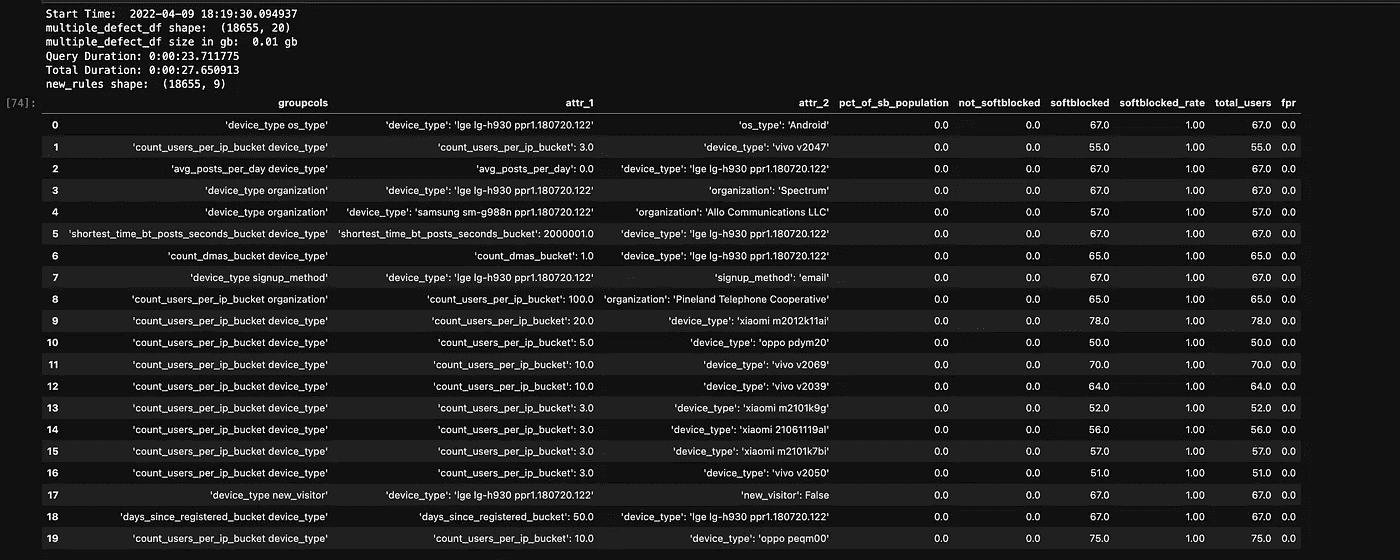 Start Time:  2022-04-09 18:19:30.094937
multiple_defect_df shape:  (18655, 20)
multiple_defect_df size in gb:  0.01 gb
Query Duration: 0:00:23.711775
Total Duration: 0:00:27.650913
new_rules shape:  (18655, 9)
[74]:
groupcols attr_1 attr_2 pct_of_sb_population not_softblocked softblocked softblocked_rate total_users fpr
0 'device_type os_type' 'device_type': 'lge lg-h930 ppr1.180720.122' 'os_type': 'Android' 0.0 0.0 67.0 1.00 67.0 0.0
1 'count_users_per_ip_bucket device_type' 'count_users_per_ip_bucket': 3.0 'device_type': 'vivo v2047' 0.0 0.0 55.0 1.00 55.0 0.0
2 'avg_posts_per_day device_type' 'avg_posts_per_day': 0.0 'device_type': 'lge lg-h930 ppr1.180720.122' 0.0 0.0 67.0 1.00 67.0 0.0
3 'device_type organization' 'device_type': 'lge lg-h930 ppr1.180720.122' 'organization': 'Spectrum' 0.0 0.0 67.0 1.00 67.0 0.0
4 'device_type organization' 'device_type': 'samsung sm-g988n ppr1.180720.122' 'organization': 'Allo Communications LLC' 0.0 0.0 57.0 1.00 57.0 0.0
5 'shortest_time_bt_posts_seconds_bucket device_type' 'shortest_time_bt_posts_seconds_bucket': 2000001.0 'device_type': 'lge lg-h930 ppr1.180720.122' 0.0 0.0 67.0 1.00 67.0 0.0
6 'count_dmas_bucket device_type' 'count_dmas_bucket': 1.0 'device_type': 'lge lg-h930 ppr1.180720.122' 0.0 0.0 65.0 1.00 65.0 0.0
7 'device_type signup_method' 'device_type': 'lge lg-h930 ppr1.180720.122' 'signup_method': 'email' 0.0 0.0 67.0 1.00 67.0 0.0
8 'count_users_per_ip_bucket organization' 'count_users_per_ip_bucket': 100.0 'organization': 'Pineland Telephone Cooperative' 0.0 0.0 65.0 1.00 65.0 0.0
9 'count_users_per_ip_bucket device_type' 'count_users_per_ip_bucket': 20.0 'device_type': 'xiaomi m2012k11ai' 0.0 0.0 78.0 1.00 78.0 0.0
10 'count_users_per_ip_bucket device_type' 'count_users_per_ip_bucket': 5.0 'device_type': 'oppo pdym20' 0.0 0.0 50.0 1.00 50.0 0.0
11 'count_users_per_ip_bucket device_type' 'count_users_per_ip_bucket': 10.0 'device_type': 'vivo v2069' 0.0 0.0 70.0 1.00 70.0 0.0
12 'count_users_per_ip_bucket device_type' 'count_users_per_ip_bucket': 10.0 'device_type': 'vivo v2039' 0.0 0.0 64.0 1.00 64.0 0.0
13 'count_users_per_ip_bucket device_type' 'count_users_per_ip_bucket': 3.0 'device_type': 'xiaomi m2101k9g' 0.0 0.0 52.0 1.00 52.0 0.0
14 'count_users_per_ip_bucket device_type' 'count_users_per_ip_bucket': 3.0 'device_type': 'xiaomi 21061119al' 0.0 0.0 56.0 1.00 56.0 0.0
15 'count_users_per_ip_bucket device_type' 'count_users_per_ip_bucket': 3.0 'device_type': 'xiaomi m2101k7bi' 0.0 0.0 57.0 1.00 57.0 0.0
16 'count_users_per_ip_bucket device_type' 'count_users_per_ip_bucket': 3.0 'device_type': 'vivo v2050' 0.0 0.0 51.0 1.00 51.0 0.0
17 'device_type new_visitor' 'device_type': 'lge lg-h930 ppr1.180720.122' 'new_visitor': False 0.0 0.0 67.0 1.00 67.0 0.0
18 'days_since_registered_bucket device_type' 'days_since_registered_bucket': 50.0 'device_type': 'lge lg-h930 ppr1.180720.122' 0.0 0.0 67.0 1.00 67.0 0.0
19 'count_users_per_ip_bucket device_type' 'count_users_per_ip_bucket': 10.0 'device_type': 'oppo peqm00' 0.0 0.0 75.0 1.00 75.0 0.0